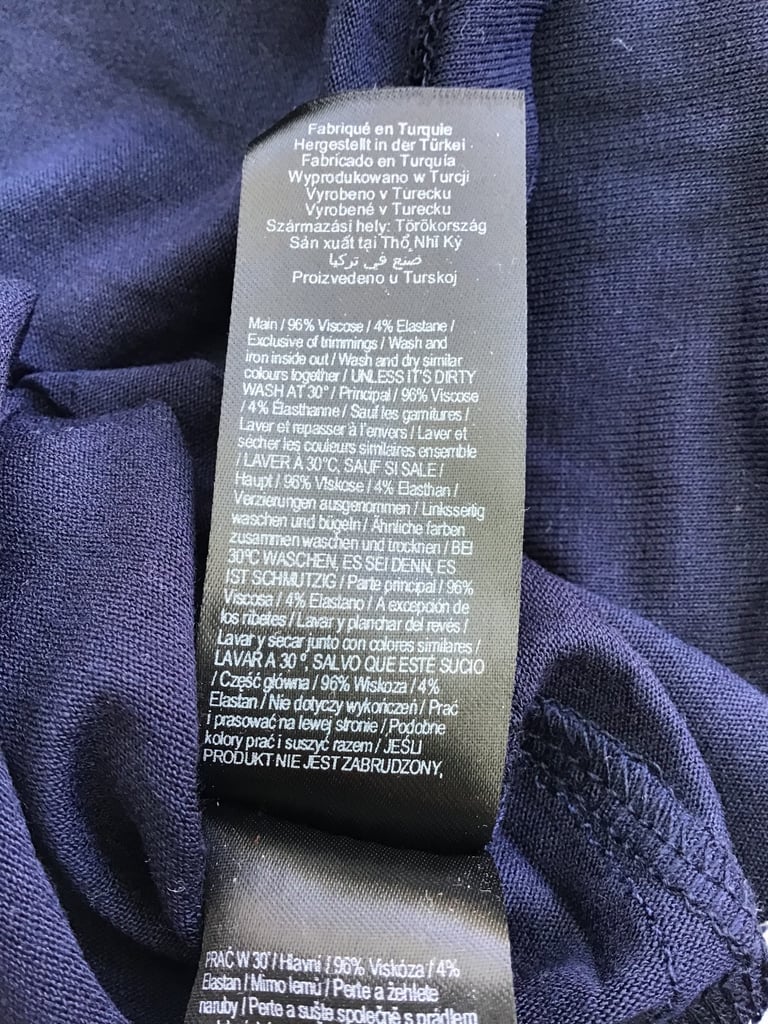 Fabriqué en Turquie
Hergestellt in der Türkei
Fabricado en Turquía
Wyprodukowano w Turcji
Vyrobeno v Turecku
Vyrobené v Turecku
Származási hely: Törökország
Sản xuất tại Thổ Nhĩ Kỳ
صنع في تركيا
Proizvedeno u Turskoj
Main / 96% Viscose / 4% Elastane /
Exclusive of trimmings / Wash and
iron inside out / Wash and dry similar
colours together / UNLESS IT'S DIRTY
WASH AT 30° / Principal / 96% Viscose
/ 4% Élasthanne / Sauf les garnitures /
Laver et repasser à l'envers / Laver et
sécher les couleurs similaires ensemble
/ LAVER À 30°C, SAUF SI SALE /
Haupt / 96% Viskose / 4% Elasthan /
Verzierungen ausgenommen / Linksseitig
waschen und bügeln / Ähnliche farben
zusammen waschen und trocknen / BEI
30°C WASCHEN, ES SEI DENN, ES
IST SCHMUTZIG / Parte principal / 96%
Viscosa / 4% Elastano / A excepción de
los ribetes / Lavar y planchar del revés /
Lavar y secar junto con colores similares /
LAVAR A 30º, SALVO QUE ESTÉ SUCIO
/ Część główna / 96% Wiskoza / 4%
Elastan / Nie dotyczy wykończeń / Prać
i prasować na lewej stronie / Podobne
kolory prać i suszyć razem / JEŚLI
PRODUKT NIE JEST ZABRUDZONY,
PRAĆ W 30° / Hlavní / 96% Viskóza / 4%
Elastan / Mimo lemů / Perte a žehlete
naruby / Perte a sušte společně s prádlem